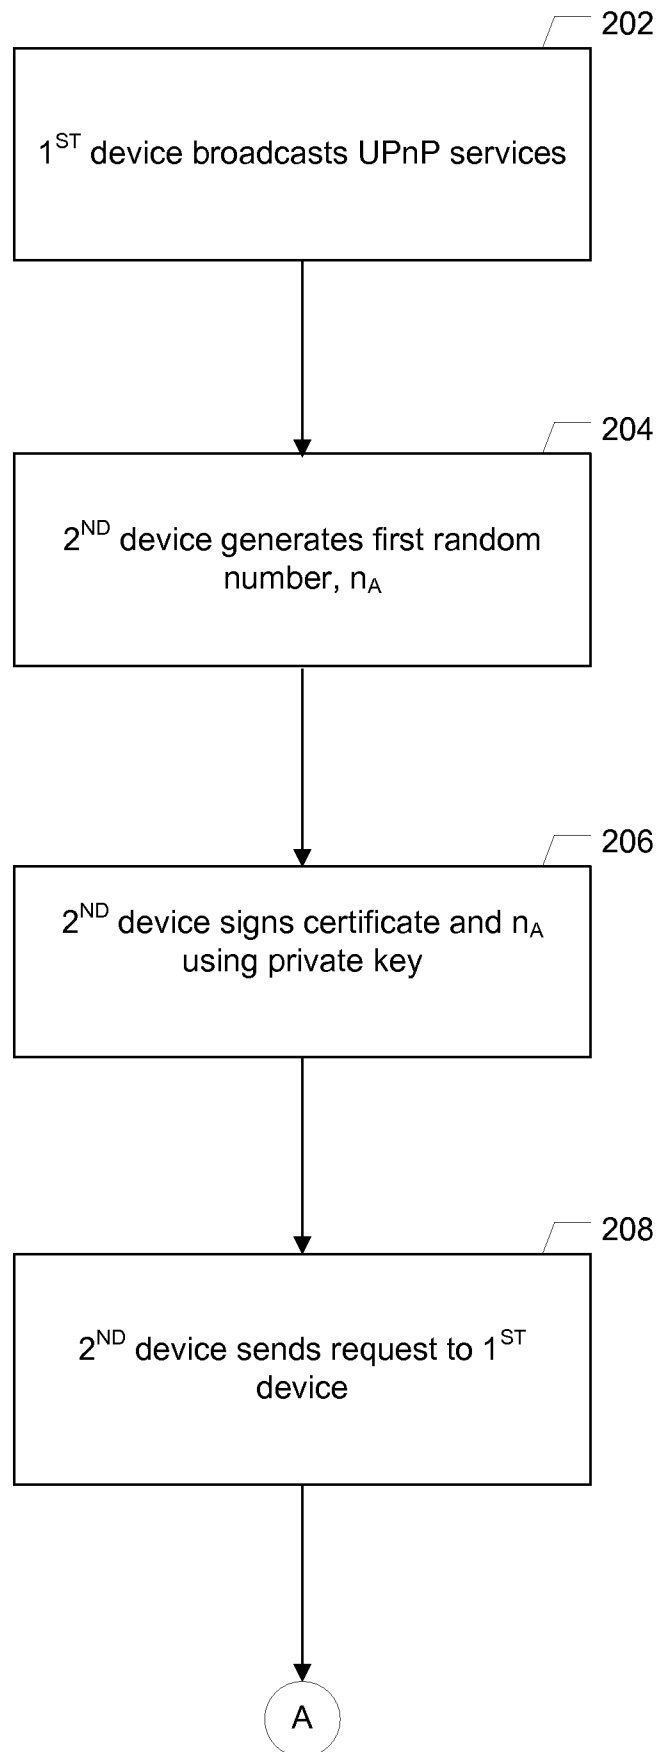 202
1ST device broadcasts UPnP services
204
2ND device generates first random
number, nA
206
2ND device signs certificate and nA
using private key
208
2ND device sends request to 1ST
device
A